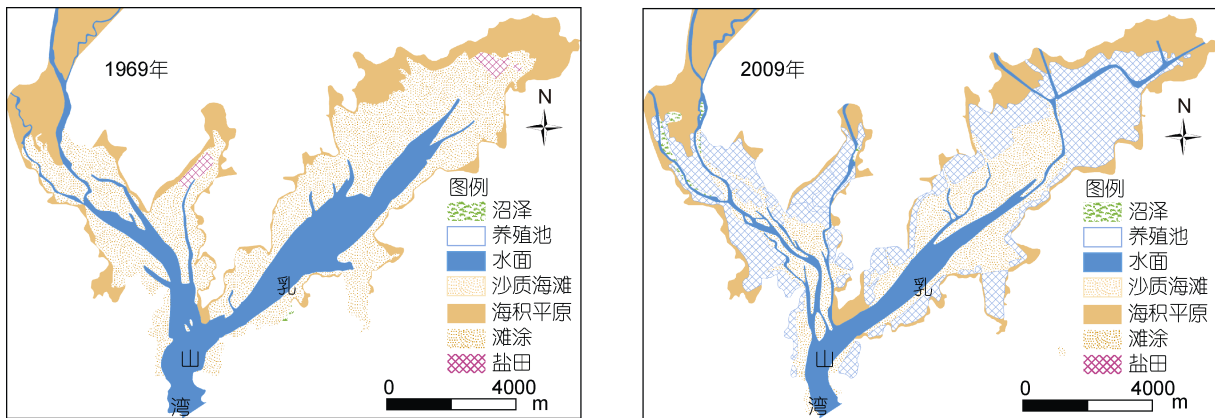 1969年
N
图例
沼泽
养殖池
水面
沙质海滩
海积平原
滩涂
盐田
乳
山
湾
0 4000
m
2009年
N
图例
沼泽
养殖池
水面
沙质海滩
海积平原
滩涂
盐田
乳
山
湾
0 4000
m